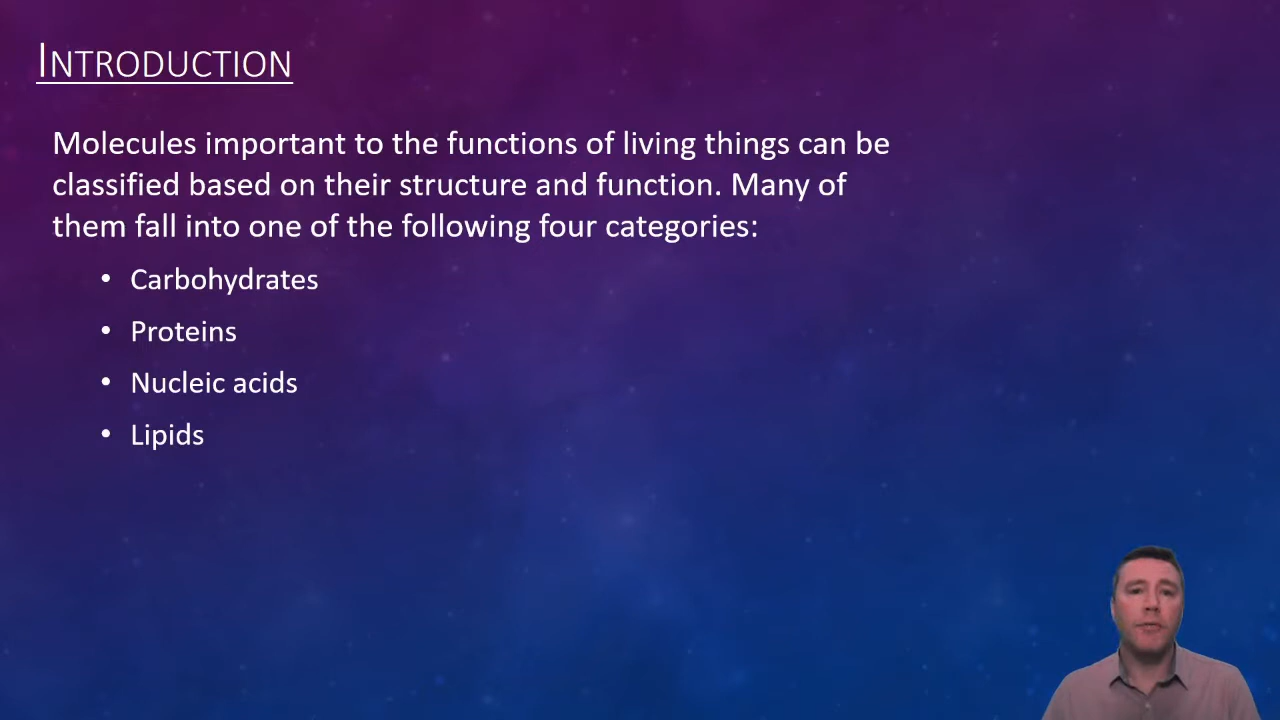 INTRODUCTION
Molecules important to the functions of living things can be
classified based on their structure and function. Many of
them fall into one of the following four categories:
• Carbohydrates
• Proteins
• Nucleic acids
• Lipids